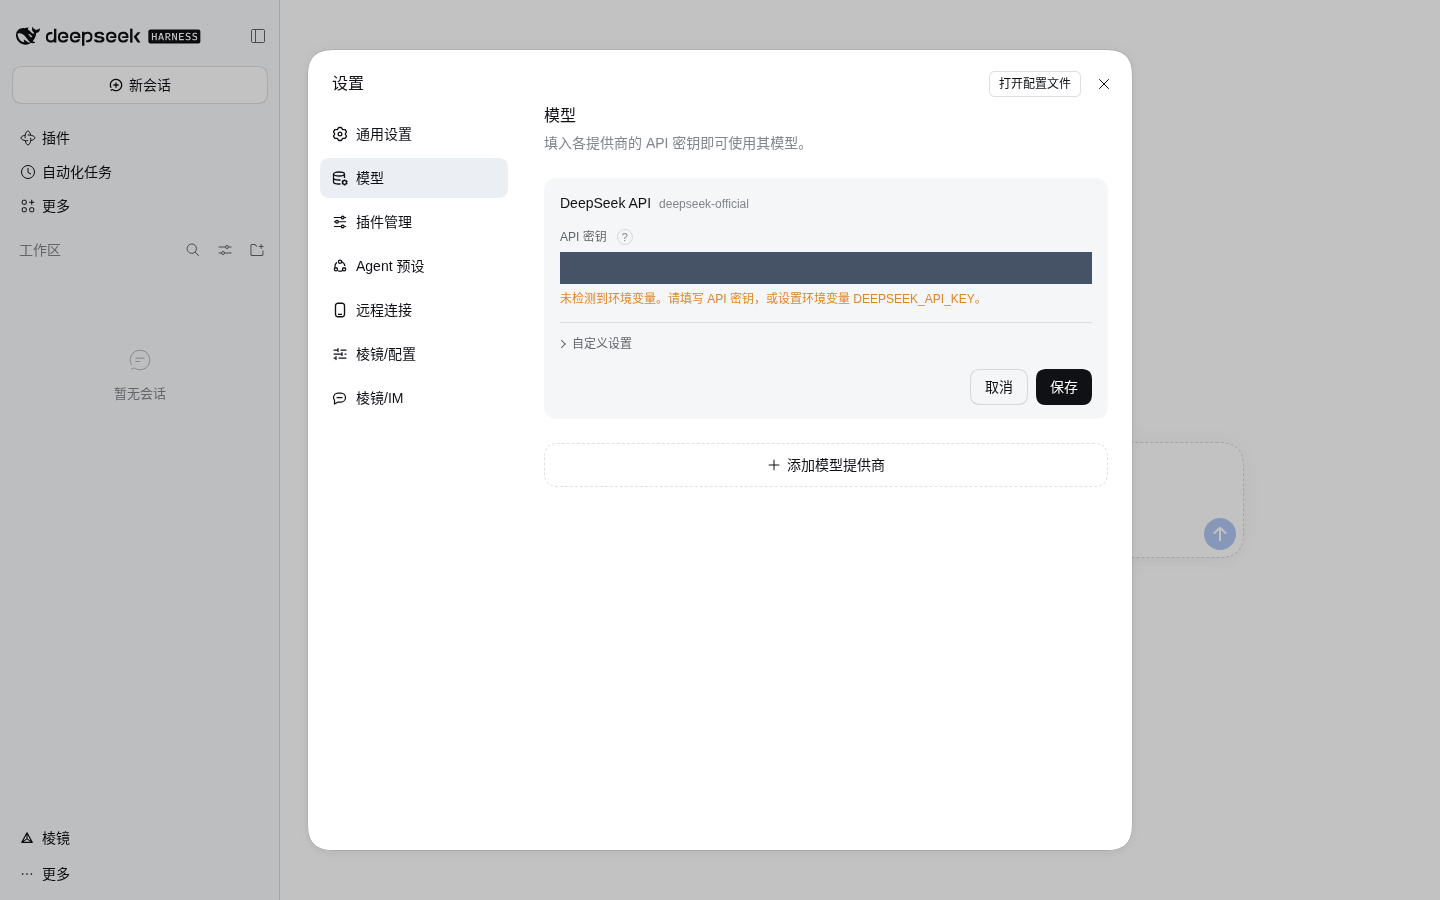 deepseek HARNESS
新会话
插件
自动化任务
更多
工作区
暂无会话
棱镜
更多
设置
打开配置文件
通用设置
模型
插件管理
Agent 预设
远程连接
棱镜/配置
棱镜/IM
模型
填入各提供商的 API 密钥即可使用其模型。
DeepSeek API deepseek-official
API 密钥 ?
未检测到环境变量。请填写 API 密钥，或设置环境变量 DEEPSEEK_API_KEY。
自定义设置
取消
保存
添加模型提供商